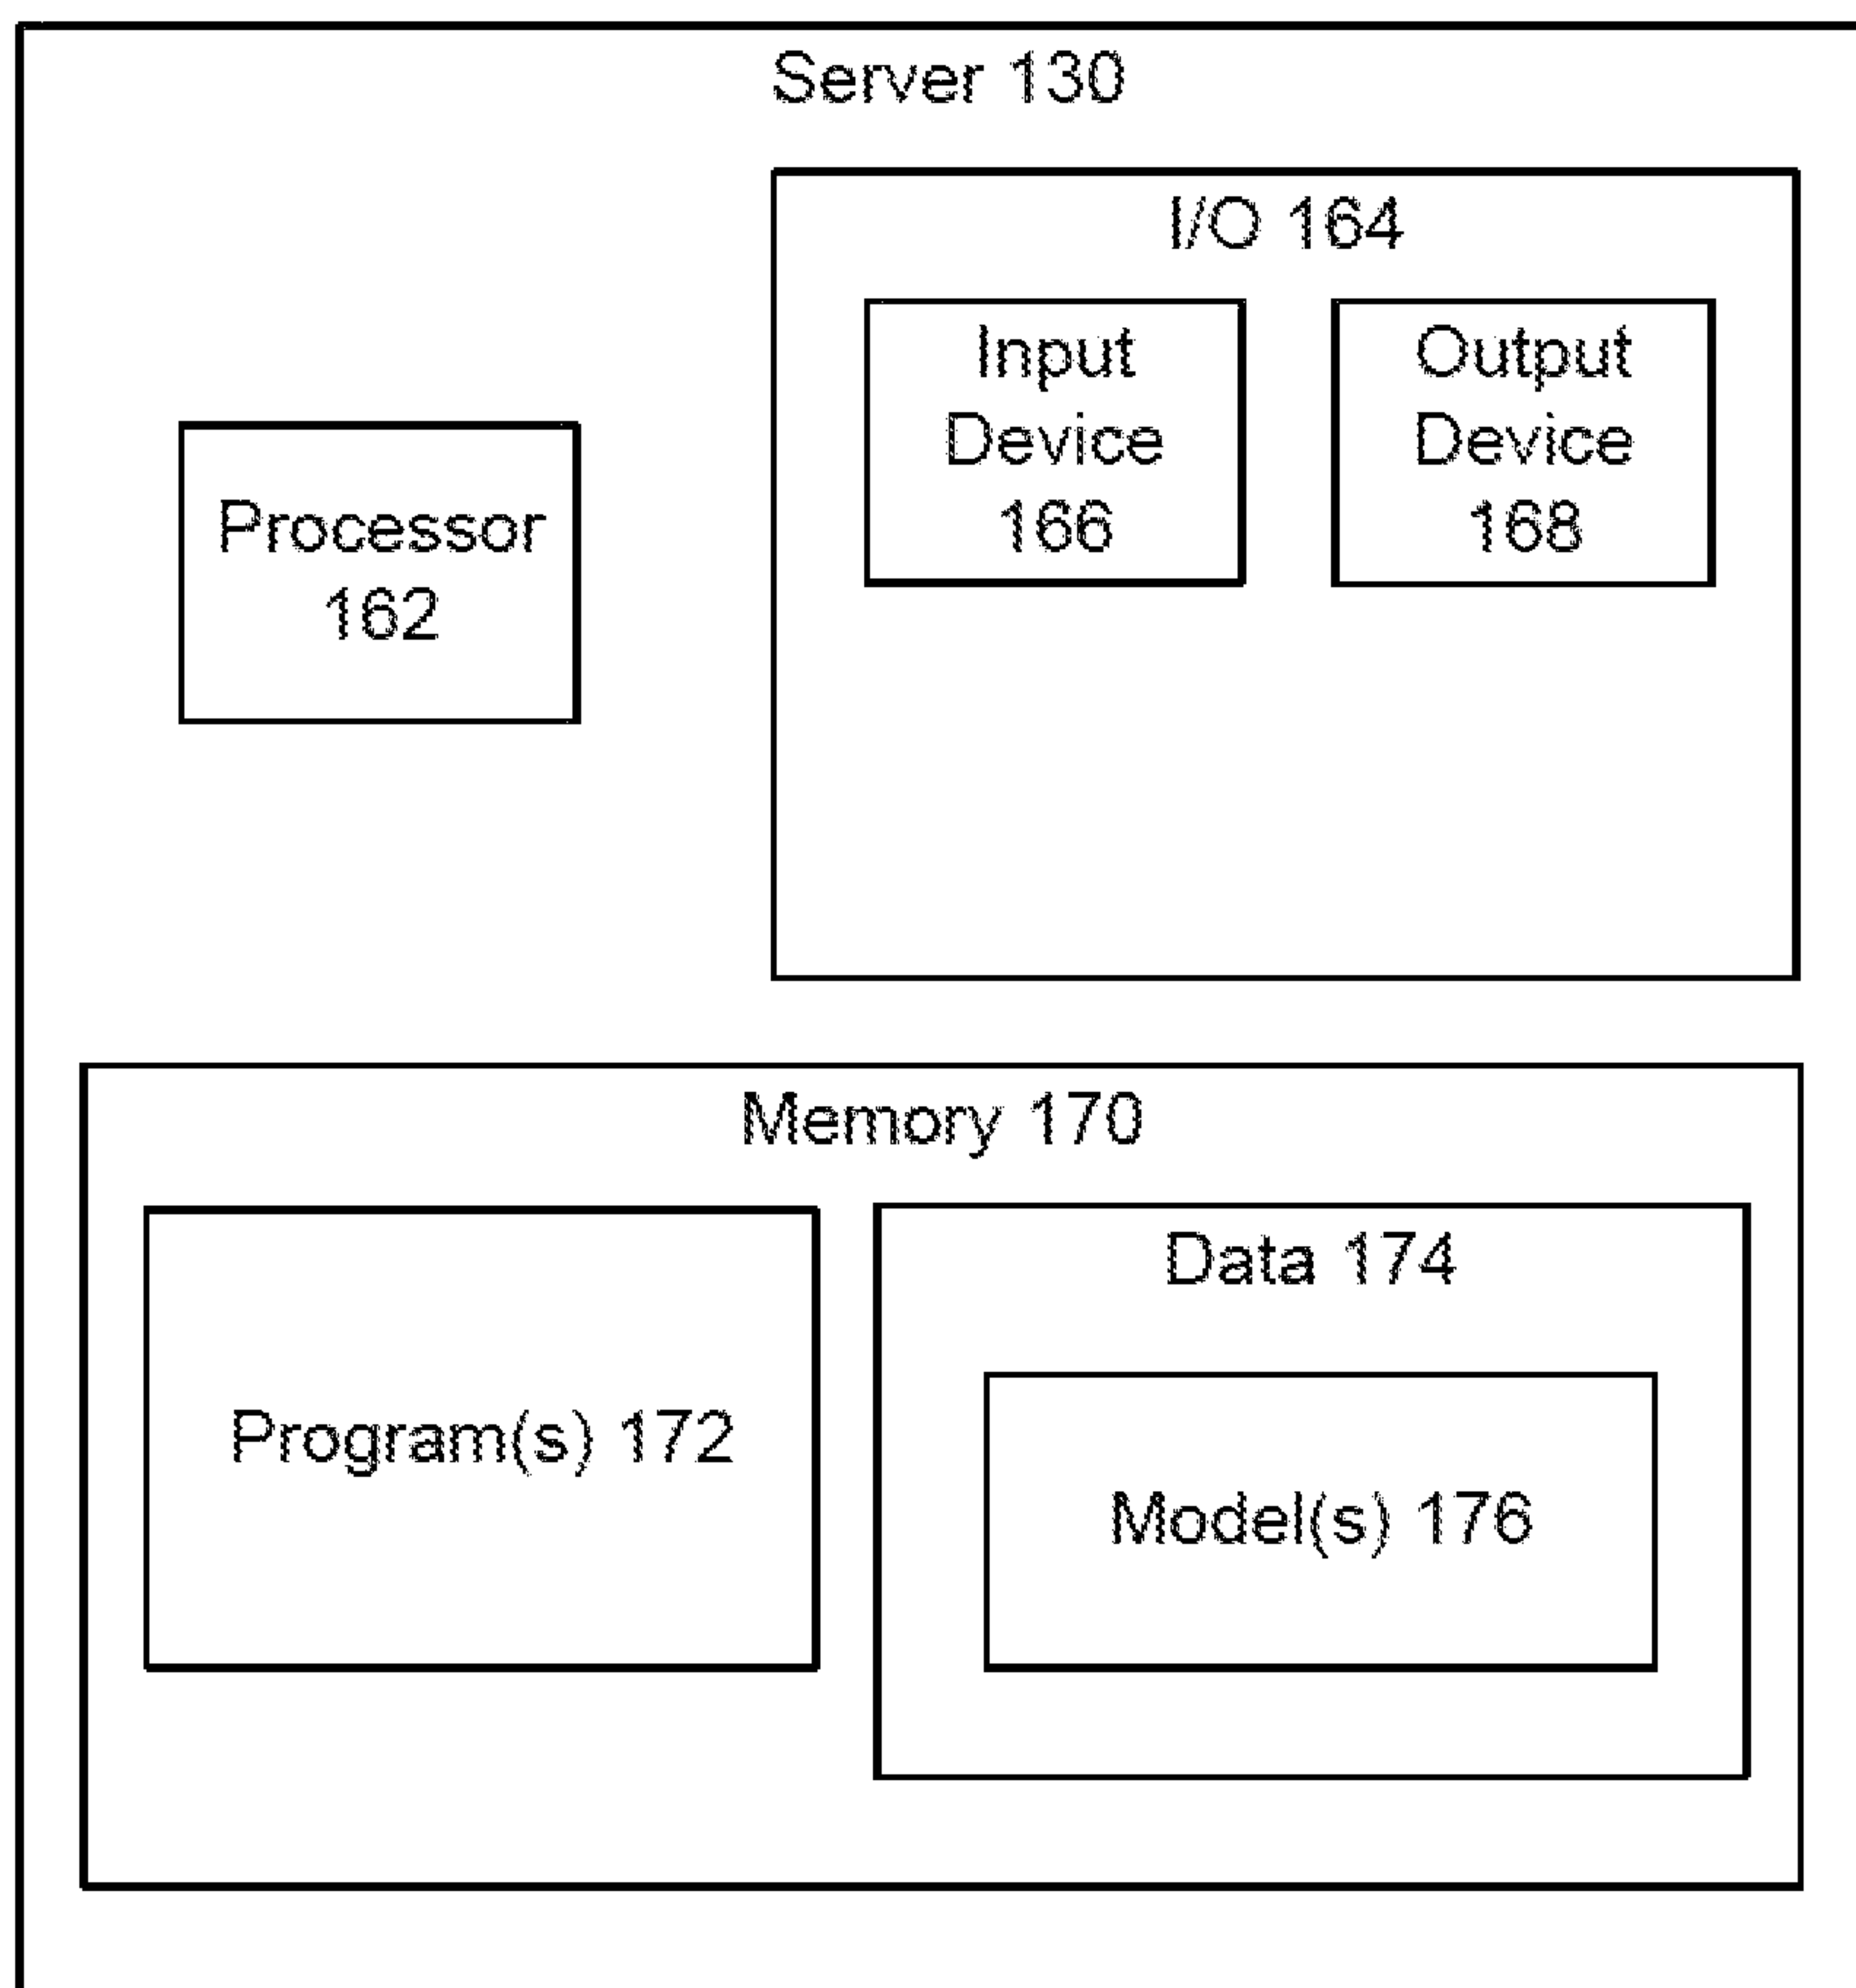 Server 130
I/O 164
Input
Device
166
Output
Device
168
Processor
162
Memory 170
Program(s) 172
Data 174
Model(s) 176